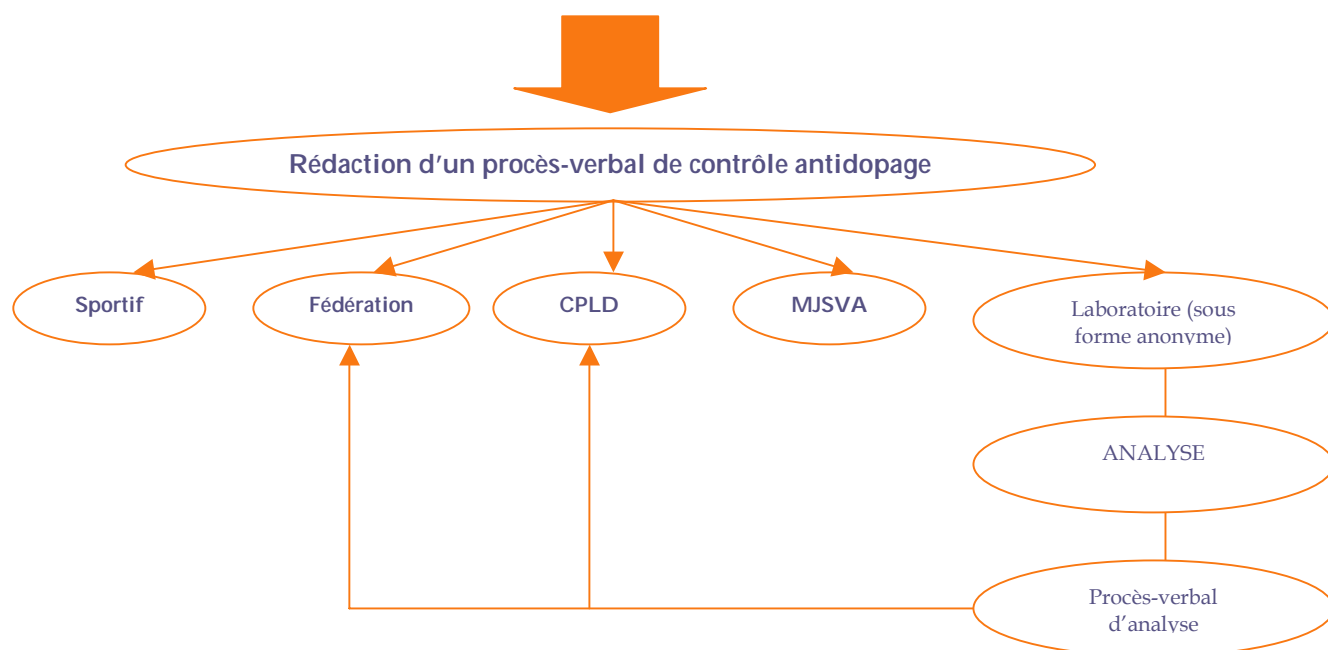 Rédaction d'un procès-verbal de contrôle antidopage
Sportif
Fédération
CPLD
MJSVA
Laboratoire (sous
forme anonyme)
ANALYSE
Procès-verbal
d'analyse